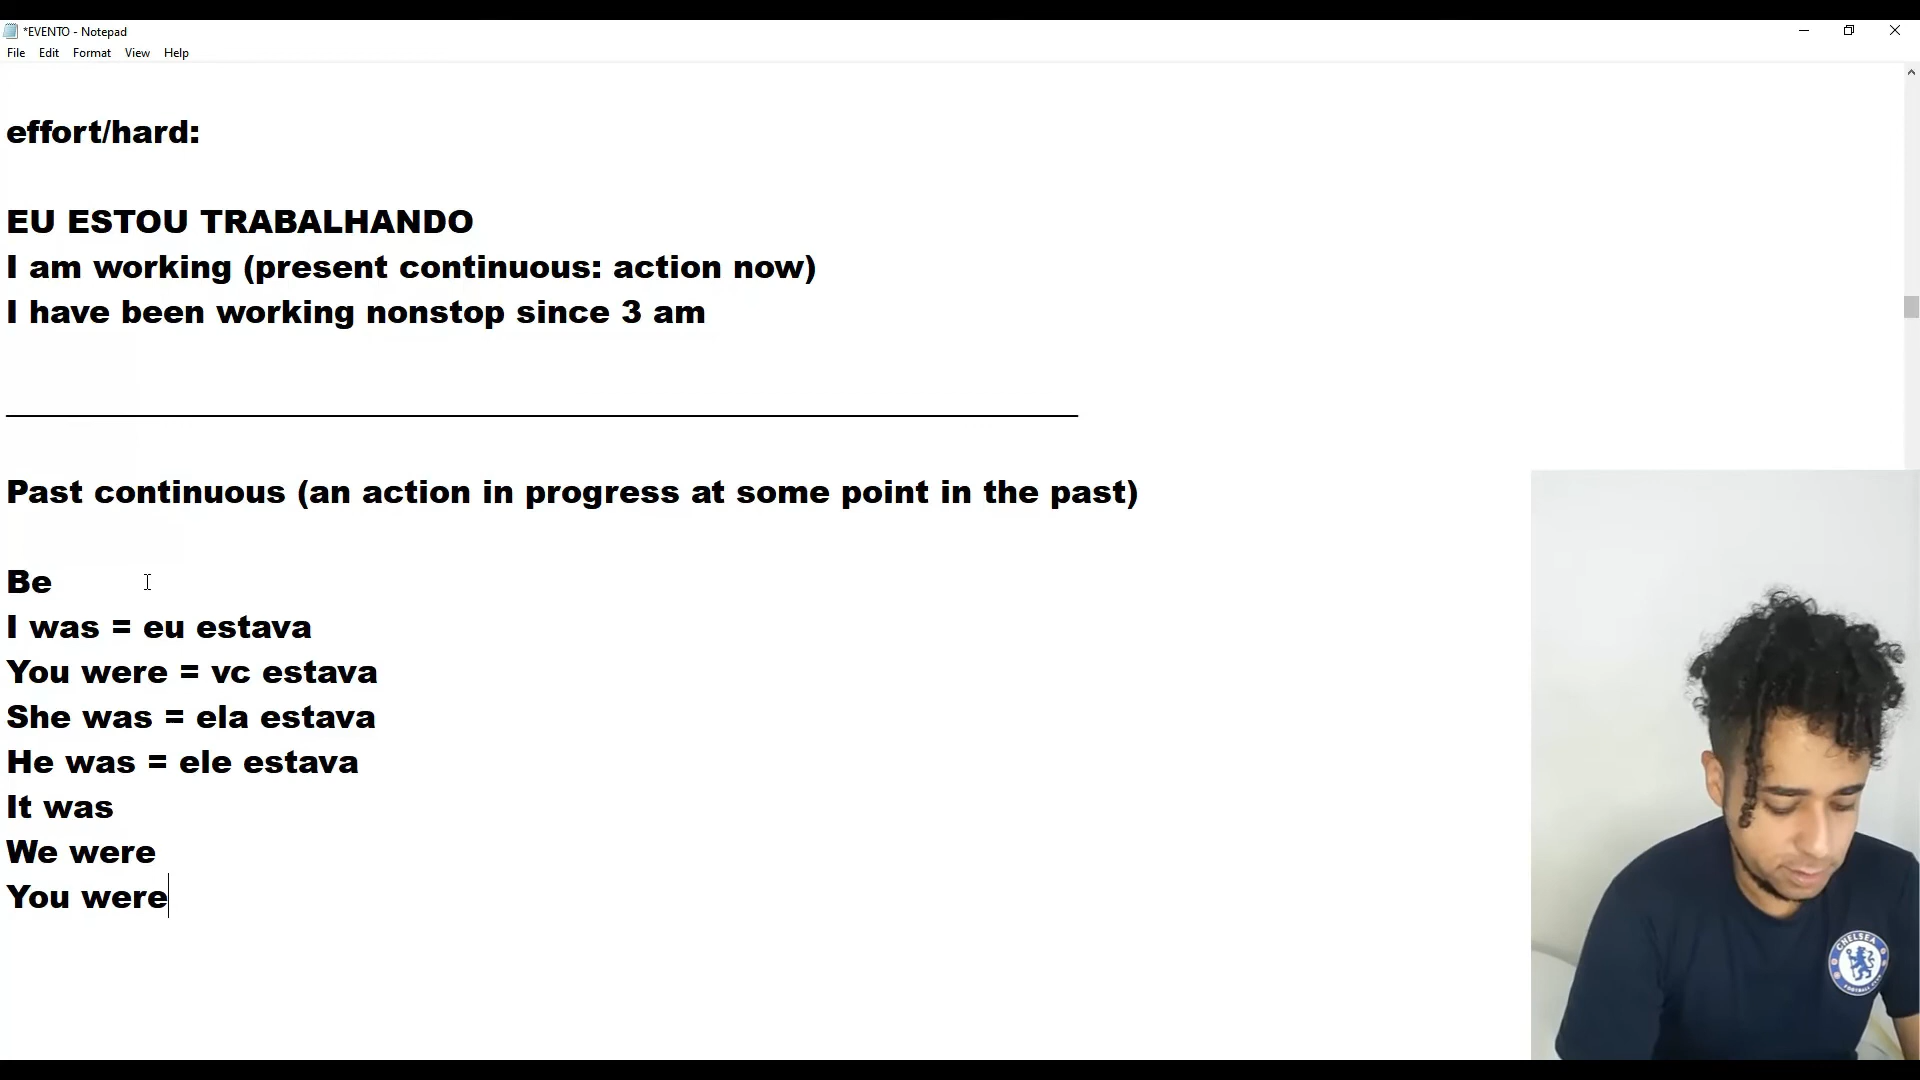 *EVENTO - Notepad
File Edit Format View Help
effort/hard:
EU ESTOU TRABALHANDO
I am working (present continuous: action now)
I have been working nonstop since 3 am
Past continuous (an action in progress at some point in the past)
Be
I was = eu estava
You were = vc estava
She was = ela estava
He was = ele estava
It was
We were
You were
CHELSEA
FOOTBALL CLUB